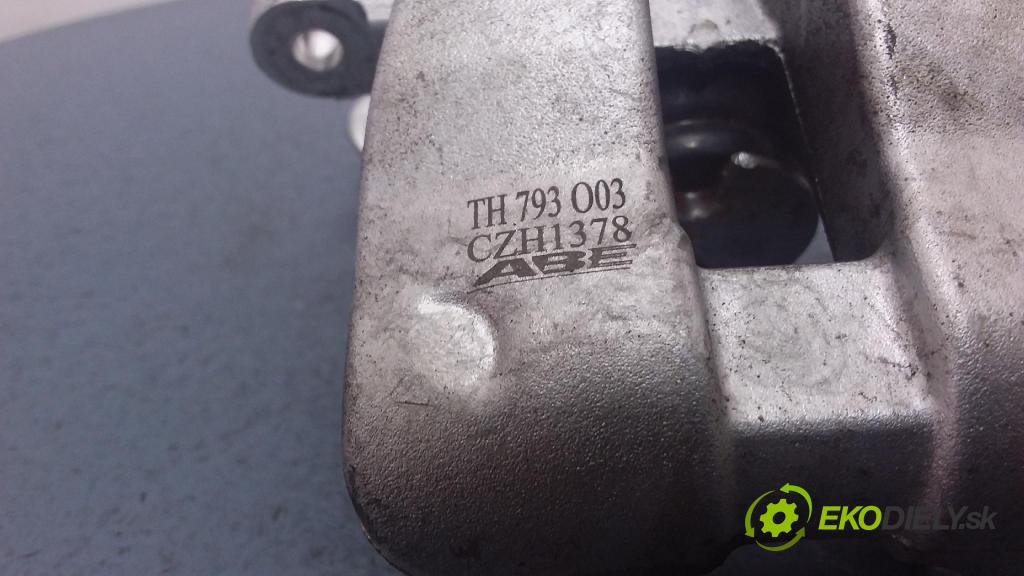 TH 793 O03
CZH1378
ABE
EKODIELY.sk